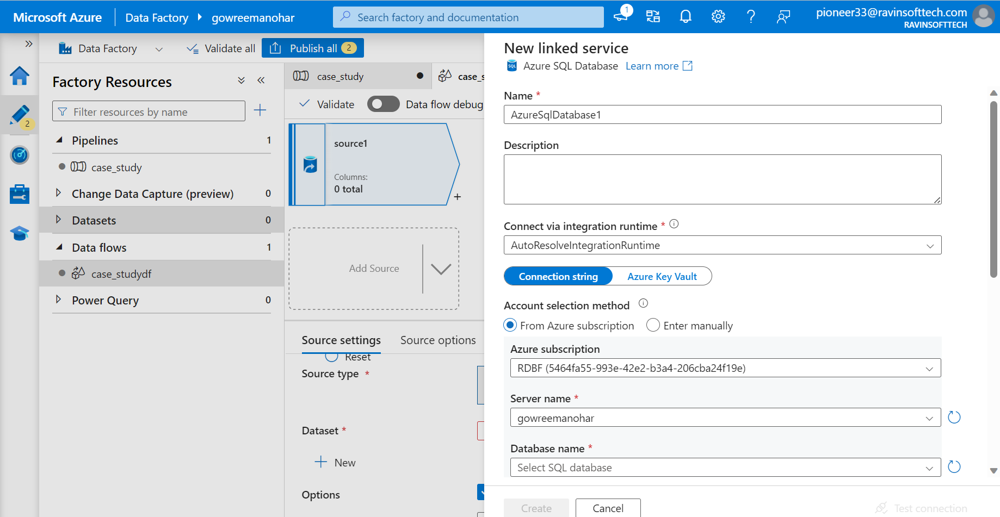 Microsoft Azure
Data Factory
gowreemanohar
Search factory and documentation
1
pioneer33@ravinsofttech.com
RAVINSOFTTECH
Data Factory
Validate all
Publish all 2
2
Factory Resources
Filter resources by name
Pipelines 1
case_study
Change Data Capture (preview) 0
Datasets 0
Data flows 1
case_studydf
Power Query 0
case_study
case_s
Validate
Data flow debug
source1
Columns:
0 total
+
Add Source
Source settings
Source options
Reset
Source type *
Dataset *
New
Options
New linked service
SQL
Azure SQL Database Learn more
Name *
AzureSqlDatabase1
Description
Connect via integration runtime *
AutoResolveIntegrationRuntime
Connection string
Azure Key Vault
Account selection method
From Azure subscription
Enter manually
Azure subscription
RDBF (5464fa55-993e-42e2-b3a4-206cba24f19e)
Server name *
gowreemanohar
Database name *
Select SQL database
Create
Cancel
Test connection